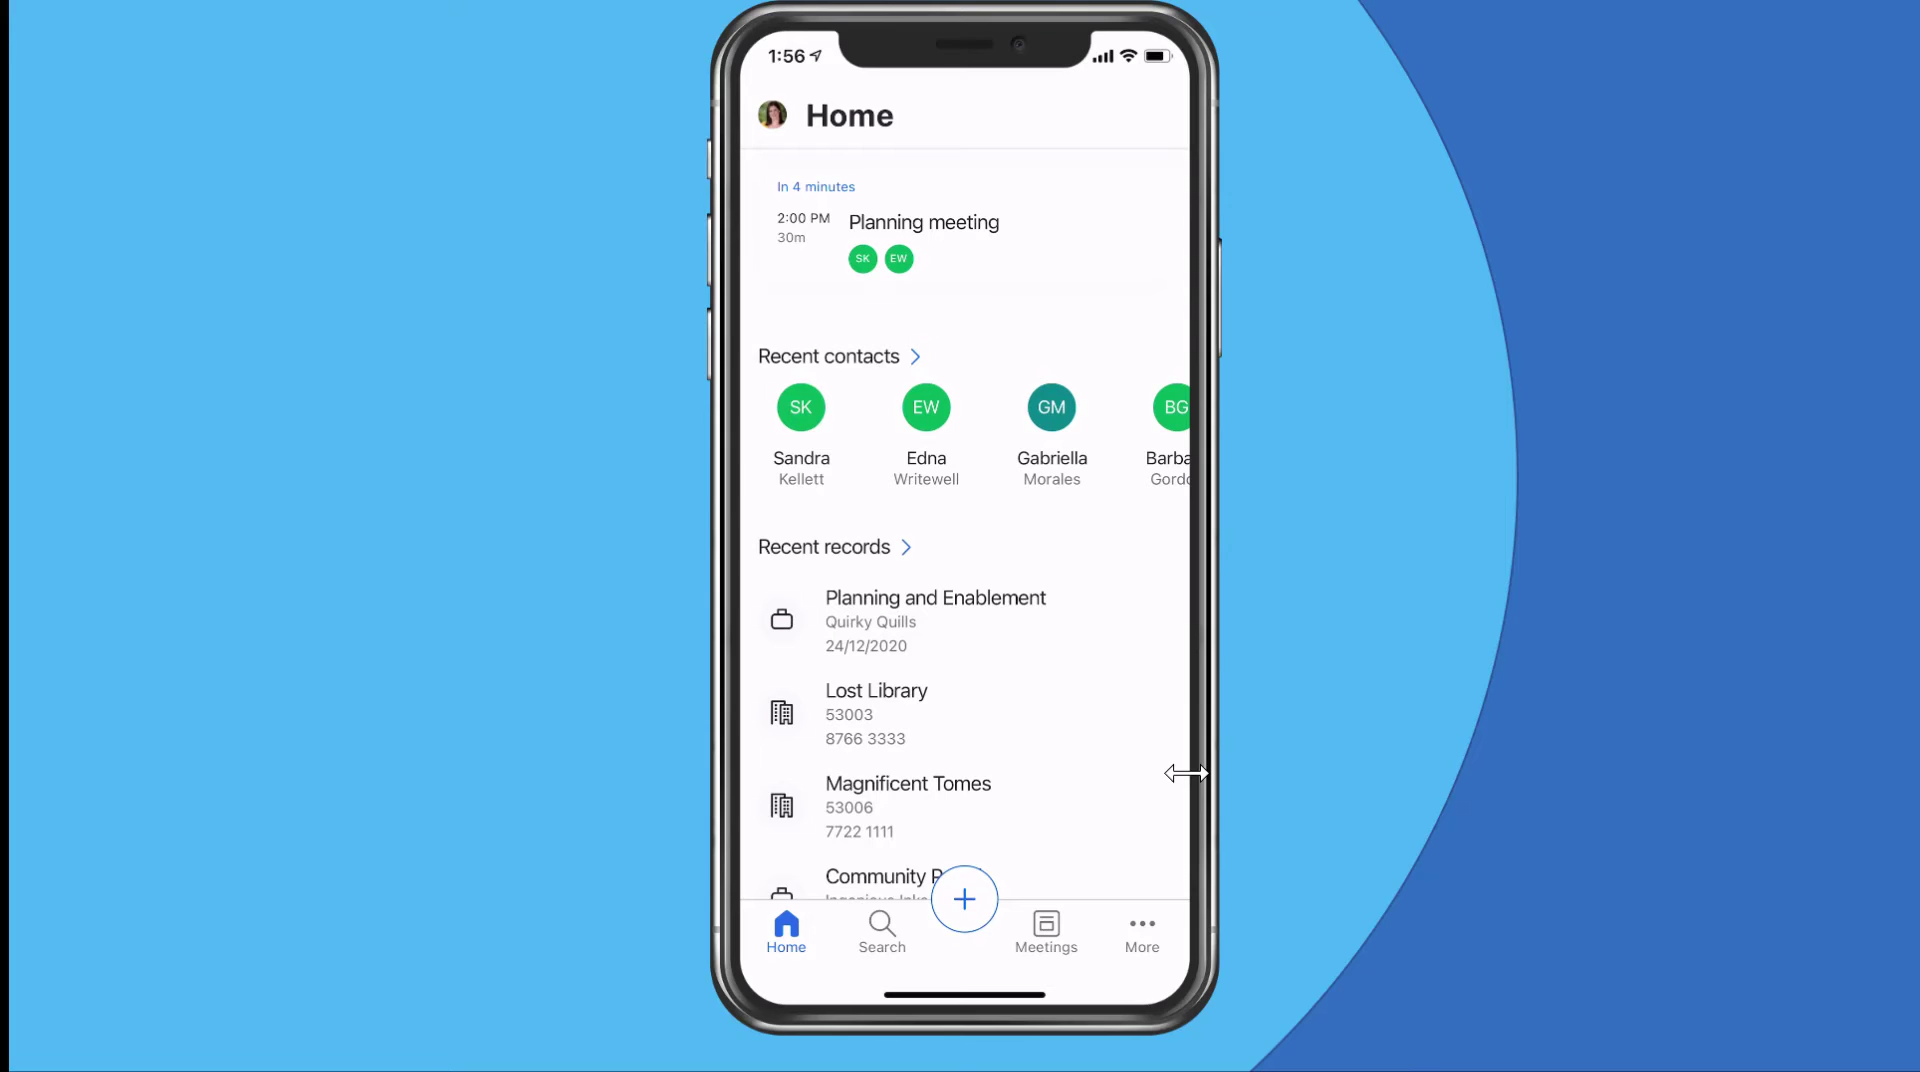 1:56
Home
In 4 minutes
2:00 PM Planning meeting
30m
SK EW
Recent contacts
SK EW GM BG
Sandra Edna Gabriella Barba
Kellett Writewell Morales Gordo
Recent records
Planning and Enablement
Quirky Quills
24/12/2020
Lost Library
53003
8766 3333
Magnificent Tomes
53006
7722 1111
Community
Home Search Meetings More